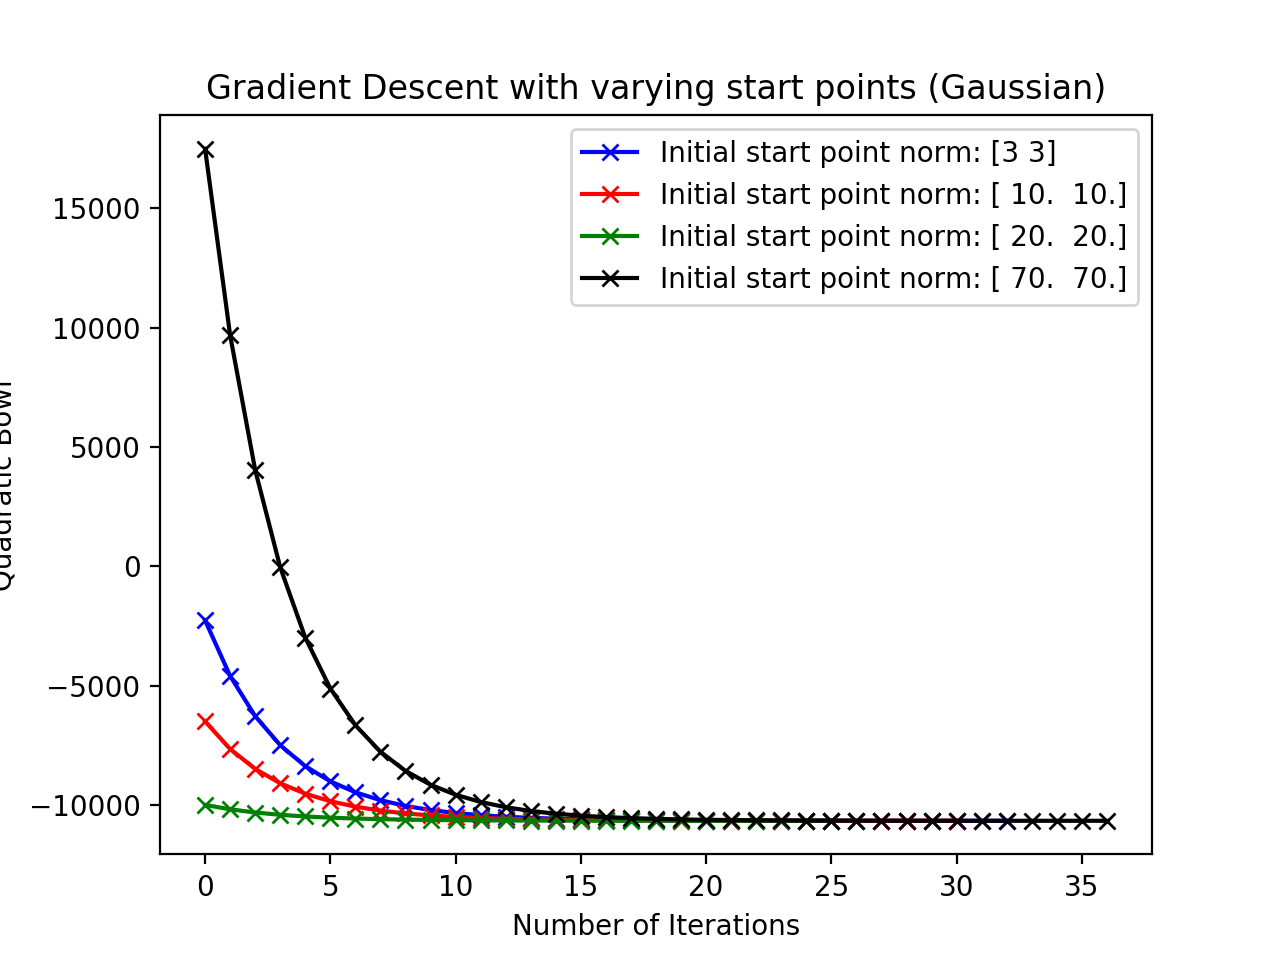 Gradient Descent with varying start points (Gaussian)
Initial start point norm: [3 3]
Initial start point norm: [ 10.  10.]
Initial start point norm: [ 20.  20.]
Initial start point norm: [ 70.  70.]
15000
10000
5000
0
−5000
−10000
Quadratic Bowl
0 5 10 15 20 25 30 35
Number of Iterations